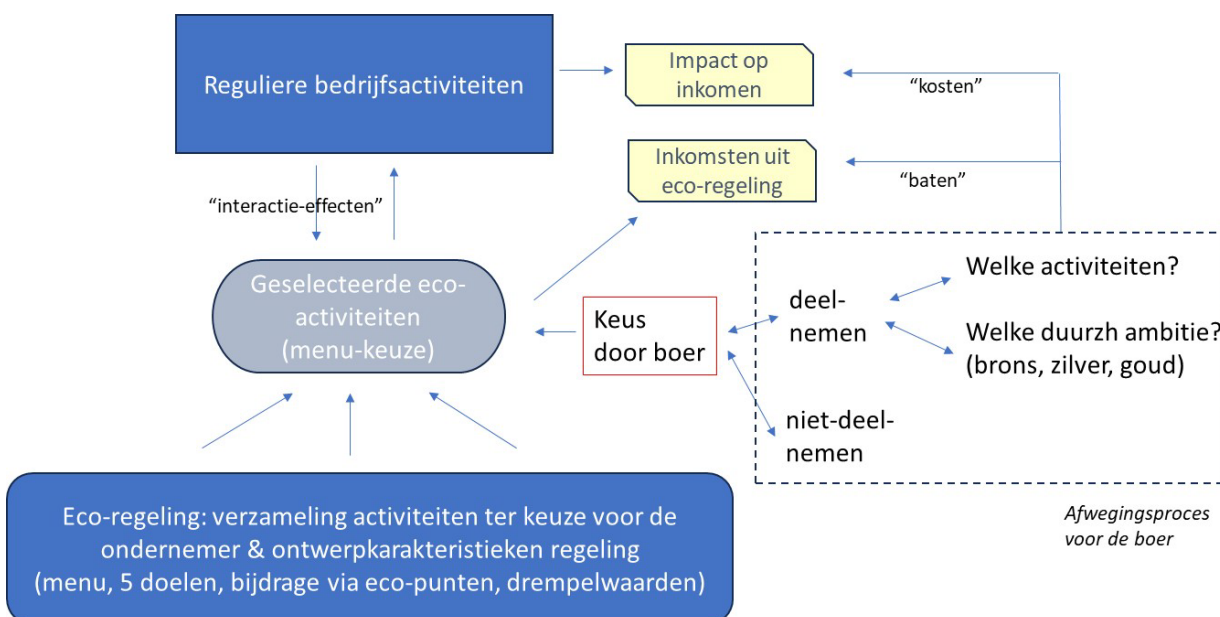 Reguliere bedrijfsactiviteiten
Impact op
inkomen
“kosten”
Inkomsten uit
eco-regeling
“baten”
“interactie-effecten”
Geselecteerde eco-
activiteiten
(menu-keuze)
Keus
door boer
deel-
nemen
Welke activiteiten?
Welke duurzh ambitie?
(brons, zilver, goud)
niet-deel-
nemen
Eco-regeling: verzameling activiteiten ter keuze voor de
ondernemer & ontwerpkarakteristieken regeling
(menu, 5 doelen, bijdrage via eco-punten, drempelwaarden)
Afwegingsproces
voor de boer